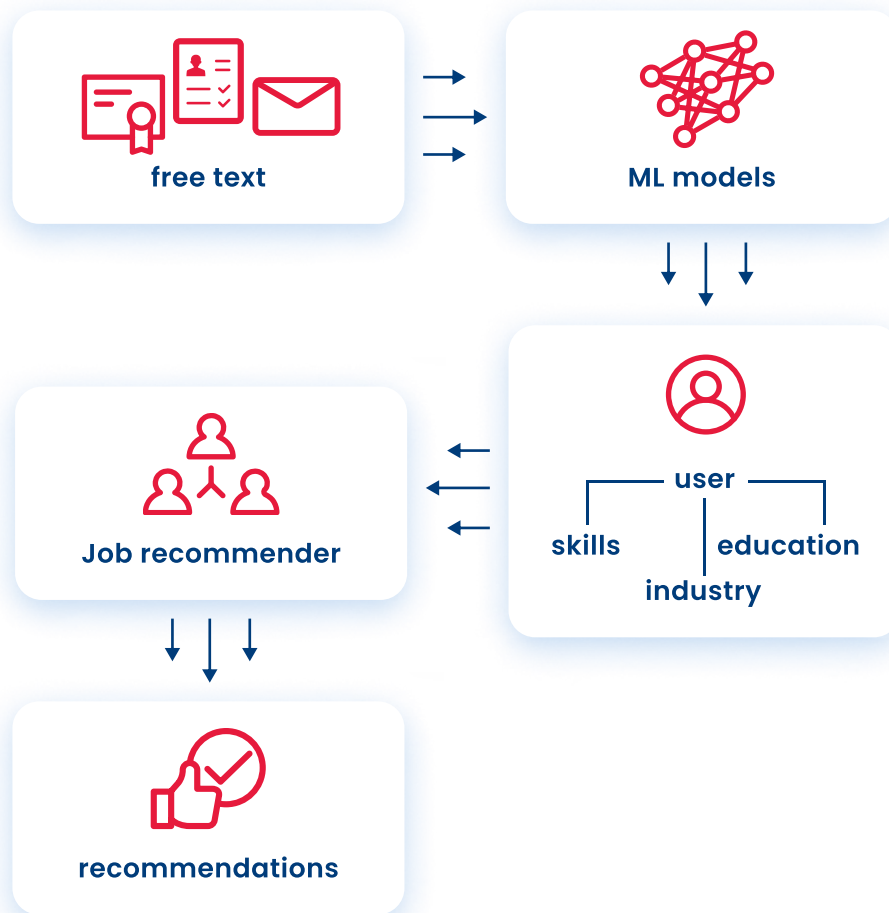 free text
ML models
user
skills
education
industry
Job recommender
recommendations